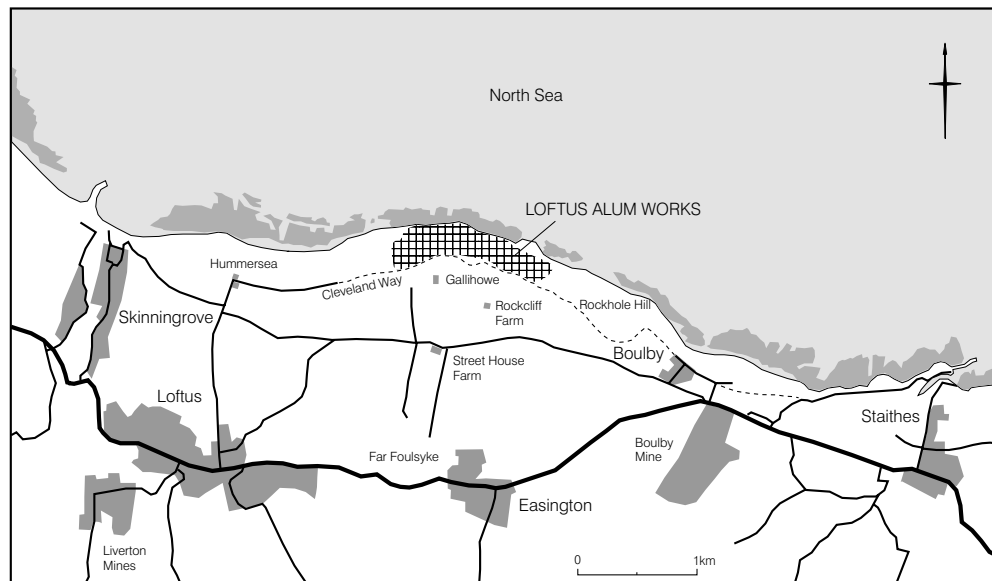 North Sea
LOFTUS ALUM WORKS
Hummersea
Cleveland Way
Gallihowe
Rockhole Hill
Rockcliff
Farm
Skinningrove
Street House
Farm
Boulby
Loftus
Staithes
Far Foulsyke
Boulby
Mine
Easington
Liverton
Mines
0
1km